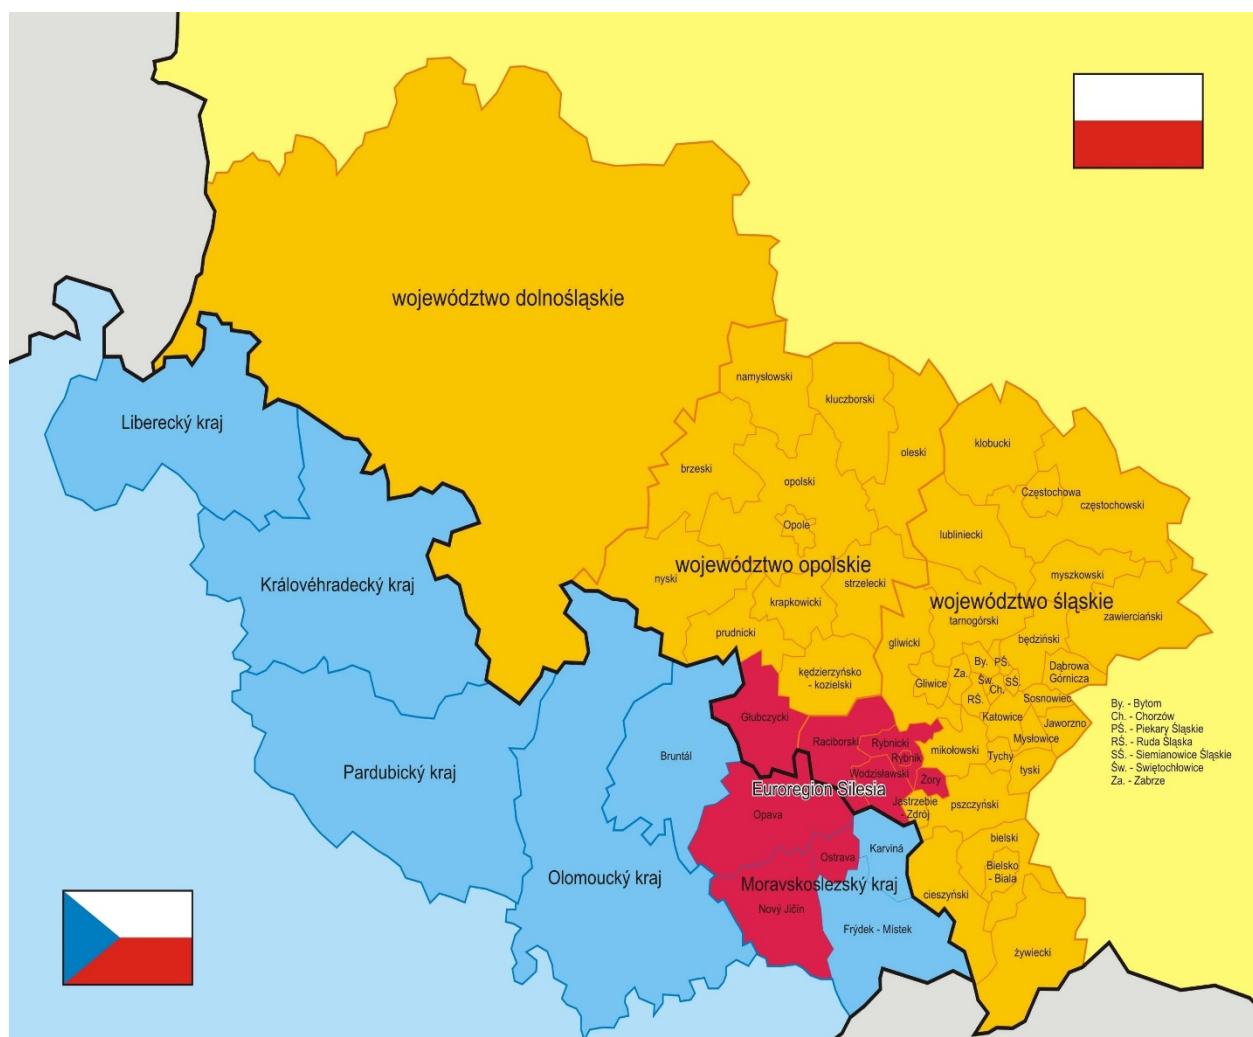 województwo dolnośląskie
namysłowski
kluczborski
Liberecký kraj
klobucki
oleski
brzeski
opolski
Częstochowa
częstochowski
Opole
lubliniecki
województwo opolskie
nyski
strzelecki
myszkowski
Královéhradecký kraj
krapkowicki
województwo śląskie
zawierciański
tarnogórski
prudnicki
gliwicki
będziński
By.
PŚ.
kędzierzyńsko
- kozielski
Za.
Dąbrowa
Górnicza
Gliwice
Św.
SŚ.
Ch.
RŚ.
Sosnowiec
By. - Bytom
Ch. - Chorzów
PŚ. - Piekary Śląskie
RŚ. - Ruda Śląska
SŚ. - Siemianowice Śląskie
Św. - Swiętochłowice
Za. - Zabrze
Głubczycki
Katowice
Jaworzno
Raciborski
Rybnicki
Mysłowice
mikołowski
Bruntál
Rybnik
Tychy
tyski
Pardubický kraj
Wodzisławski
Żory
Euroregion Silesia
Jastrzebie
- Zdrój
pszczyński
Opava
bielski
Karviná
Ostrava
Bielsko
- Biala
Olomoucký kraj
Moravskoslezský kraj
cieszyński
Nový Jičín
Frýdek - Místek
żywiecki